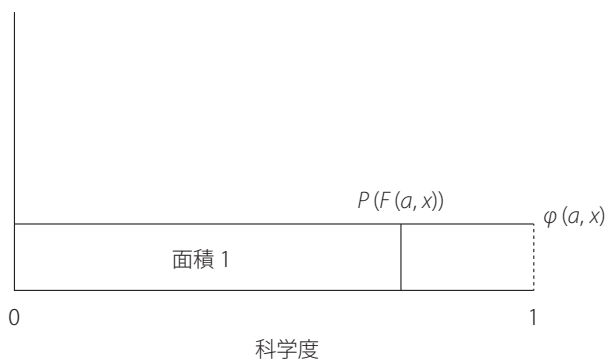 P(F(a, x))
φ(a, x)
面積 1
0
1
科学度